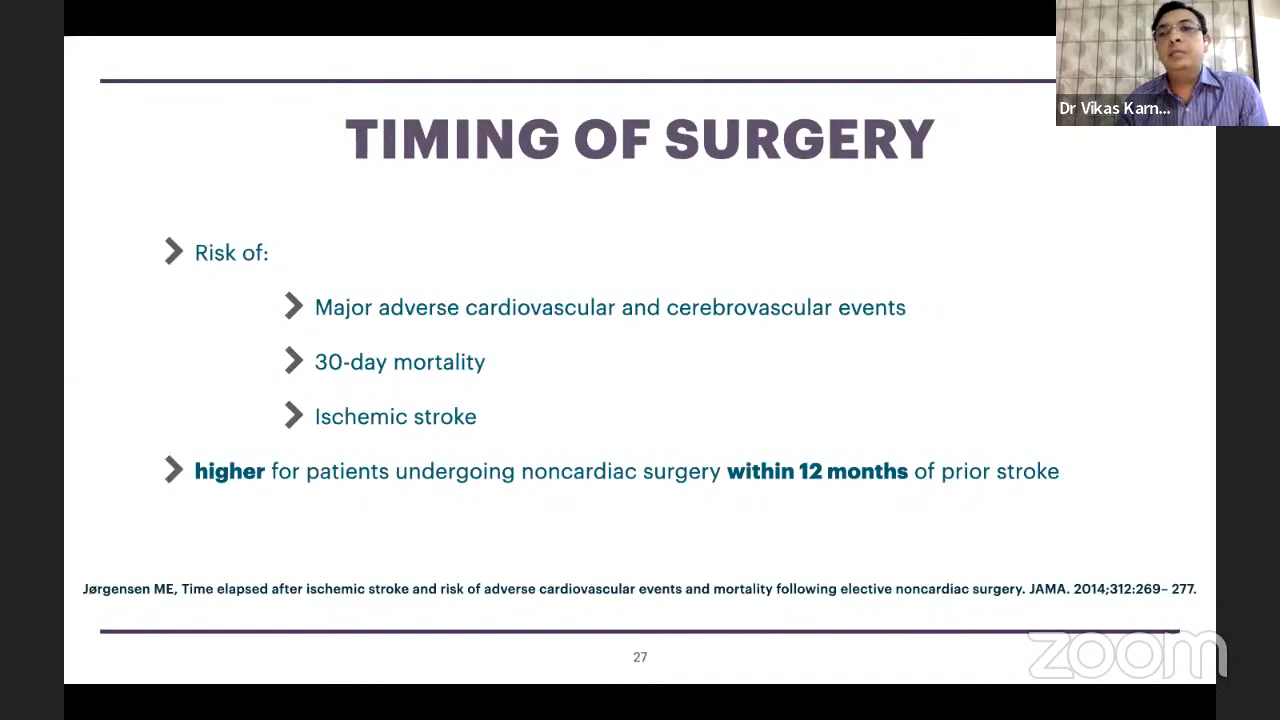 Dr Vikas Karn...
TIMING OF SURGERY
Risk of:
Major adverse cardiovascular and cerebrovascular events
30-day mortality
Ischemic stroke
higher for patients undergoing noncardiac surgery within 12 months of prior stroke
Jørgensen ME, Time elapsed after ischemic stroke and risk of adverse cardiovascular events and mortality following elective noncardiac surgery. JAMA. 2014;312:269– 277.
27
zoom